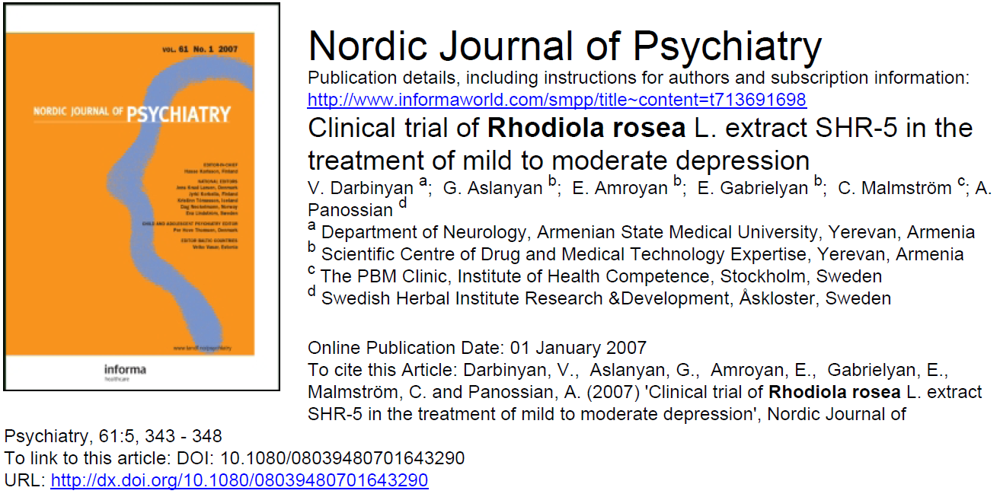 VOL. 61 No. 1 2007
NORDIC JOURNAL OF PSYCHIATRY
EDITOR-IN-CHIEF
Hasse Karlsson, Finland
NATIONAL EDITORS
Jens Knud Larsen, Denmark
Jyrki Korkeila, Finland
Kristinn Tómasson, Iceland
Dag Neckelmann, Norway
Eva Lindström, Sweden
CHILD AND ADOLESCENT PSYCHIATRY EDITOR
Per Hove Thomsen, Denmark
EDITOR BALTIC COUNTRIES
Veiko Vasar, Estonia
www.tandf.no/psychiatry
informa
healthcare
Nordic Journal of Psychiatry
Publication details, including instructions for authors and subscription information:
http://www.informaworld.com/smpp/title~content=t713691698
Clinical trial of Rhodiola rosea L. extract SHR-5 in the
treatment of mild to moderate depression
V. Darbinyan a; G. Aslanyan b; E. Amroyan b; E. Gabrielyan b; C. Malmström c; A.
Panossian d
a Department of Neurology, Armenian State Medical University, Yerevan, Armenia
b Scientific Centre of Drug and Medical Technology Expertise, Yerevan, Armenia
c The PBM Clinic, Institute of Health Competence, Stockholm, Sweden
d Swedish Herbal Institute Research &Development, Åskloster, Sweden
Online Publication Date: 01 January 2007
To cite this Article: Darbinyan, V., Aslanyan, G., Amroyan, E., Gabrielyan, E.,
Malmström, C. and Panossian, A. (2007) 'Clinical trial of Rhodiola rosea L. extract
SHR-5 in the treatment of mild to moderate depression', Nordic Journal of
Psychiatry, 61:5, 343 - 348
To link to this article: DOI: 10.1080/08039480701643290
URL: http://dx.doi.org/10.1080/08039480701643290